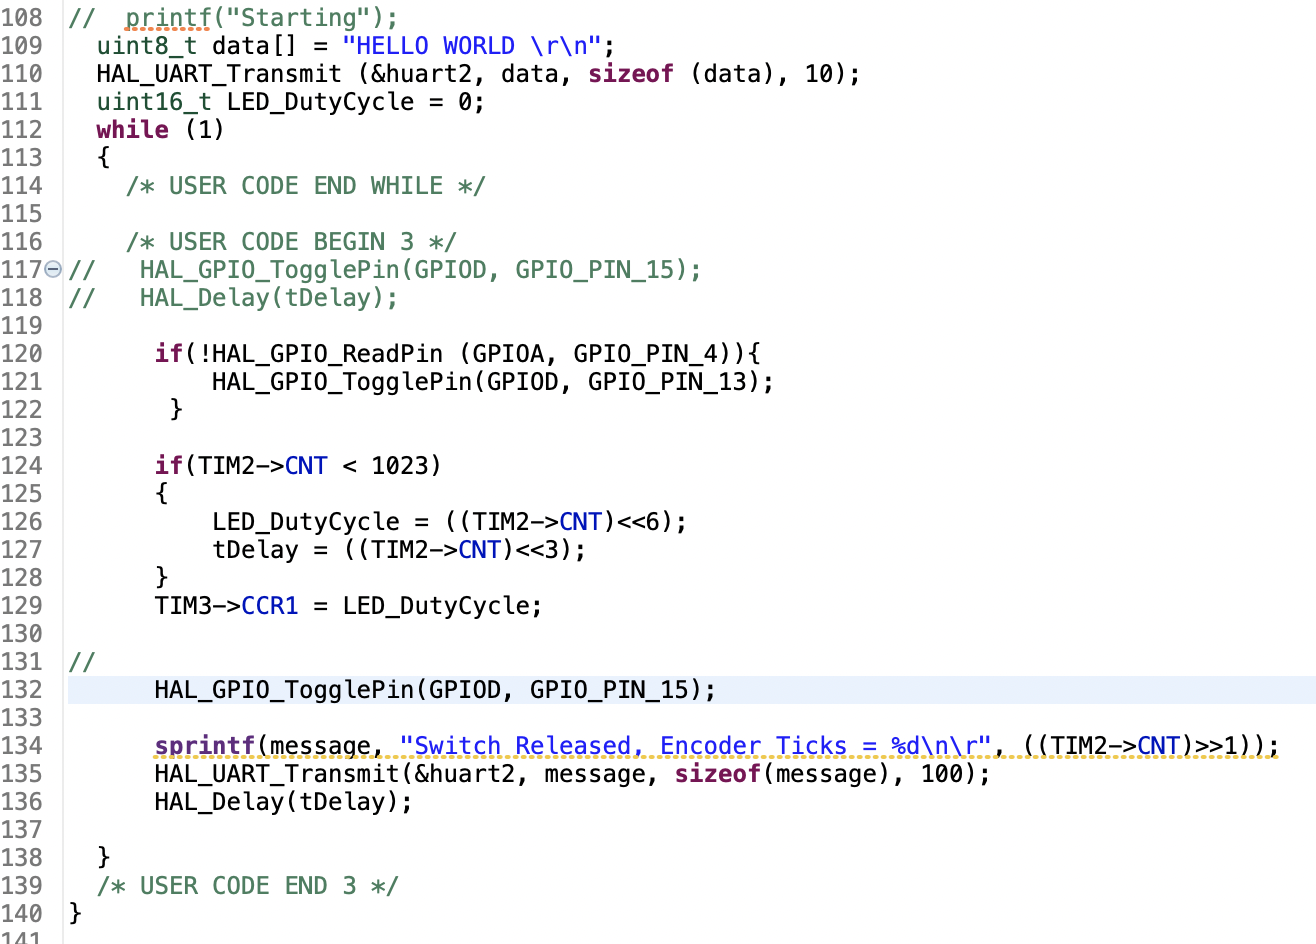 108 //  printf("Starting");
109   uint8_t data[] = "HELLO WORLD \r\n";
110   HAL_UART_Transmit (&huart2, data, sizeof (data), 10);
111   uint16_t LED_DutyCycle = 0;
112   while (1)
113   {
114     /* USER CODE END WHILE */
115
116     /* USER CODE BEGIN 3 */
117 //   HAL_GPIO_TogglePin(GPIOD, GPIO_PIN_15);
118 //   HAL_Delay(tDelay);
119
120       if(!HAL_GPIO_ReadPin (GPIOA, GPIO_PIN_4)){
121           HAL_GPIO_TogglePin(GPIOD, GPIO_PIN_13);
122        }
123
124       if(TIM2->CNT < 1023)
125       {
126           LED_DutyCycle = ((TIM2->CNT)<<6);
127           tDelay = ((TIM2->CNT)<<3);
128       }
129       TIM3->CCR1 = LED_DutyCycle;
130
131 //
132       HAL_GPIO_TogglePin(GPIOD, GPIO_PIN_15);
133
134       sprintf(message, "Switch Released, Encoder Ticks = %d\n\r", ((TIM2->CNT)>>1));
135       HAL_UART_Transmit(&huart2, message, sizeof(message), 100);
136       HAL_Delay(tDelay);
137
138   }
139   /* USER CODE END 3 */
140 }
141